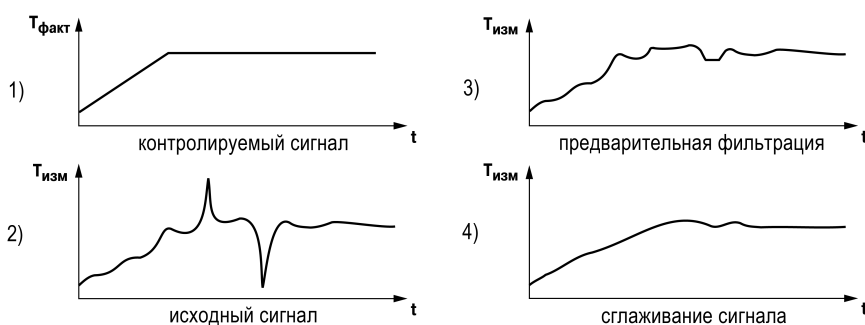 Tфакт
1)
t
контролируемый сигнал
Tизм
2)
t
исходный сигнал
Tизм
3)
t
предварительная фильтрация
Tизм
4)
t
сглаживание сигнала